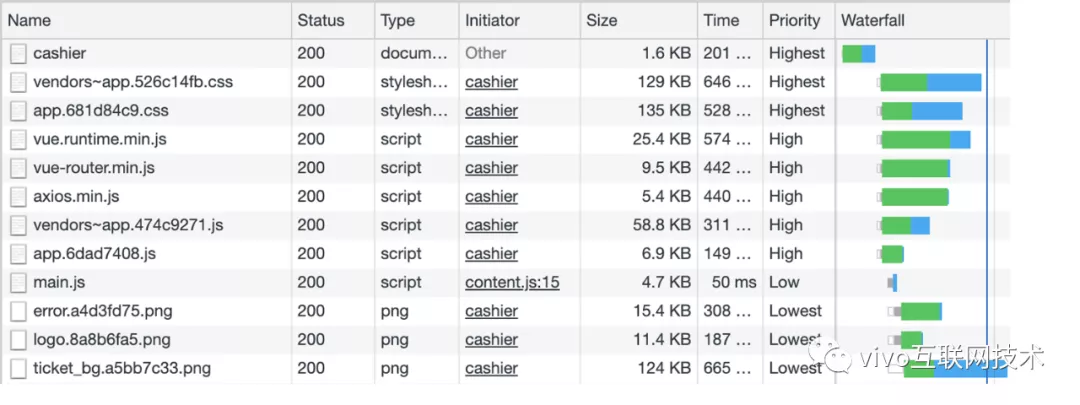 Name Status Type Initiator Size Time Priority Waterfall
cashier 200 docum... Other 1.6 KB 201 ... Highest
vendors~app.526c14fb.css 200 stylesh... cashier 129 KB 646 ... Highest
app.681d84c9.css 200 stylesh... cashier 135 KB 528 ... Highest
vue.runtime.min.js 200 script cashier 25.4 KB 574 ... High
vue-router.min.js 200 script cashier 9.5 KB 442 ... High
axios.min.js 200 script cashier 5.4 KB 440 ... High
vendors~app.474c9271.js 200 script cashier 58.8 KB 311 ... High
app.6dad7408.js 200 script cashier 6.9 KB 149 ... High
main.js 200 script content.js:15 4.7 KB 50 ms Low
error.a4d3fd75.png 200 png cashier 15.4 KB 308 ... Lowest
logo.8a8b6fa5.png 200 png cashier 11.4 KB 187 ... Lowest
ticket_bg.a5bb7c33.png 200 png cashier 124 KB 665 ... Lowest
vivo互联网技术